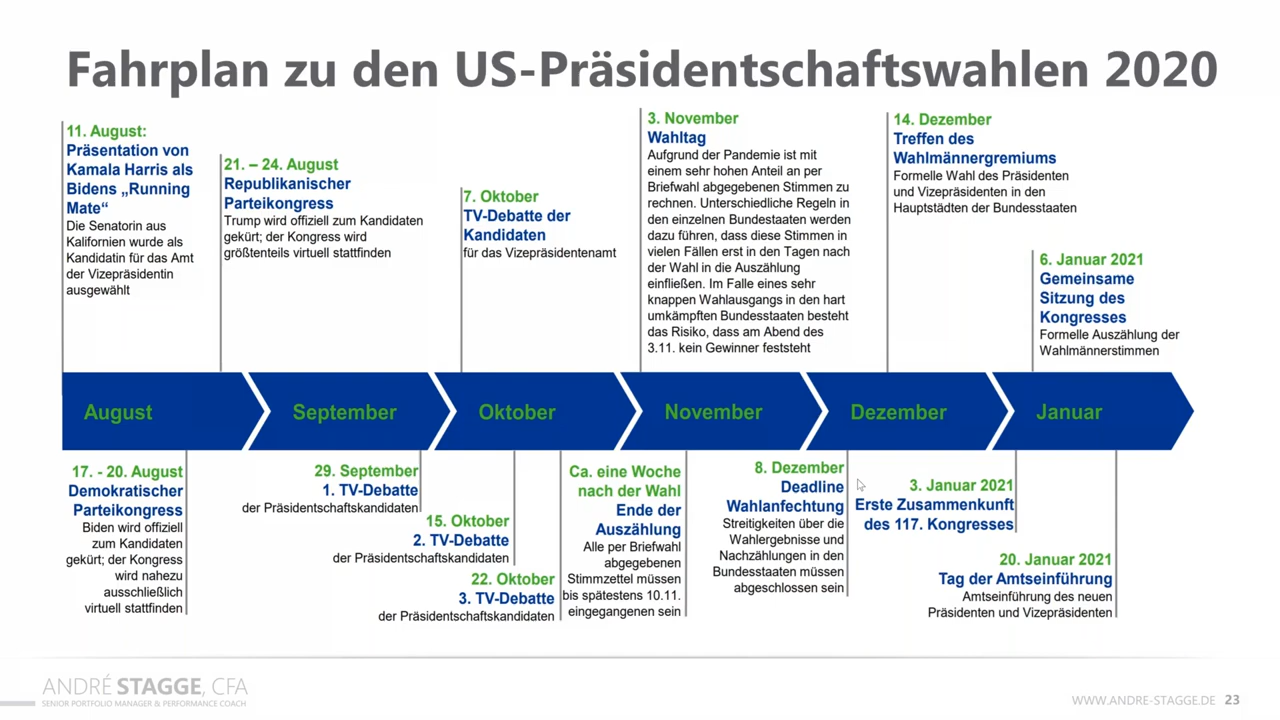 Fahrplan zu den US-Präsidentschaftswahlen 2020
11. August:
Präsentation von
Kamala Harris als
Bidens „Running
Mate“
Die Senatorin aus
Kalifornien wurde als
Kandidatin für das Amt
der Vizepräsidentin
ausgewählt
21. – 24. August
Republikanischer
Parteikongress
Trump wird offiziell zum Kandidaten
gekürt; der Kongress wird
größtenteils virtuell stattfinden
7. Oktober
TV-Debatte der
Kandidaten
für das Vizepräsidentenamt
3. November
Wahltag
Aufgrund der Pandemie ist mit
einem sehr hohen Anteil an per
Briefwahl abgegebenen Stimmen zu
rechnen. Unterschiedliche Regeln in
den einzelnen Bundestaaten werden
dazu führen, dass diese Stimmen in
vielen Fällen erst in den Tagen nach
der Wahl in die Auszählung
einfließen. Im Falle eines sehr
knappen Wahlausgangs in den hart
umkämpften Bundesstaaten besteht
das Risiko, dass am Abend des
3.11. kein Gewinner feststeht
14. Dezember
Treffen des
Wahlmännergremiums
Formelle Wahl des Präsidenten
und Vizepräsidenten in den
Hauptstädten der Bundesstaaten
6. Januar 2021
Gemeinsame
Sitzung des
Kongresses
Formelle Auszählung der
Wahlmännerstimmen
August
September
Oktober
November
Dezember
Januar
17. - 20. August
Demokratischer
Parteikongress
Biden wird offiziell
zum Kandidaten
gekürt; der Kongress
wird nahezu
ausschließlich
virtuell stattfinden
29. September
1. TV-Debatte
der Präsidentschaftskandidaten
15. Oktober
2. TV-Debatte
der Präsidentschaftskandidaten
22. Oktober
3. TV-Debatte
der Präsidentschaftskandidaten
Ca. eine Woche
nach der Wahl
Ende der
Auszählung
Alle per Briefwahl
abgegebenen
Stimmzettel müssen
bis spätestens 10.11.
eingegangenen sein
8. Dezember
Deadline
Wahlanfechtung
Streitigkeiten über die
Wahlergebnisse und
Nachzählungen in den
Bundesstaaten müssen
abgeschlossen sein
3. Januar 2021
Erste Zusammenkunft
des 117. Kongresses
20. Januar 2021
Tag der Amtseinführung
Amtseinführung des neuen
Präsidenten und Vizepräsidenten
ANDRÉ STAGGE, CFA
SENIOR PORTFOLIO MANAGER & PERFORMANCE COACH
WWW.ANDRE-STAGGE.DE 23